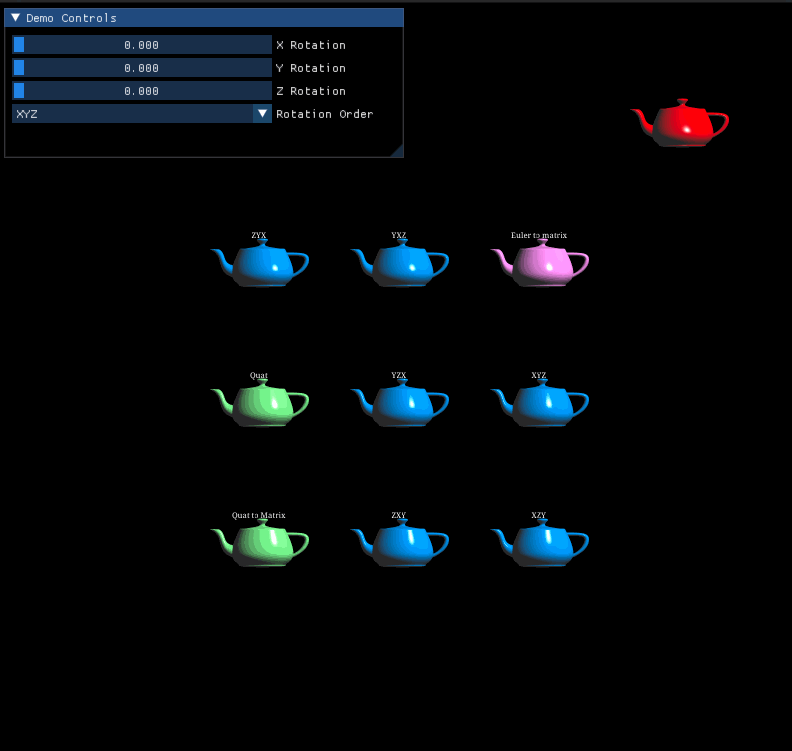 Demo Controls
0.000 X Rotation
0.000 Y Rotation
0.000 Z Rotation
XYZ Rotation Order
ZYX YXZ Euler to matrix
Quat YZX XYZ
Quat to Matrix ZXY XZY